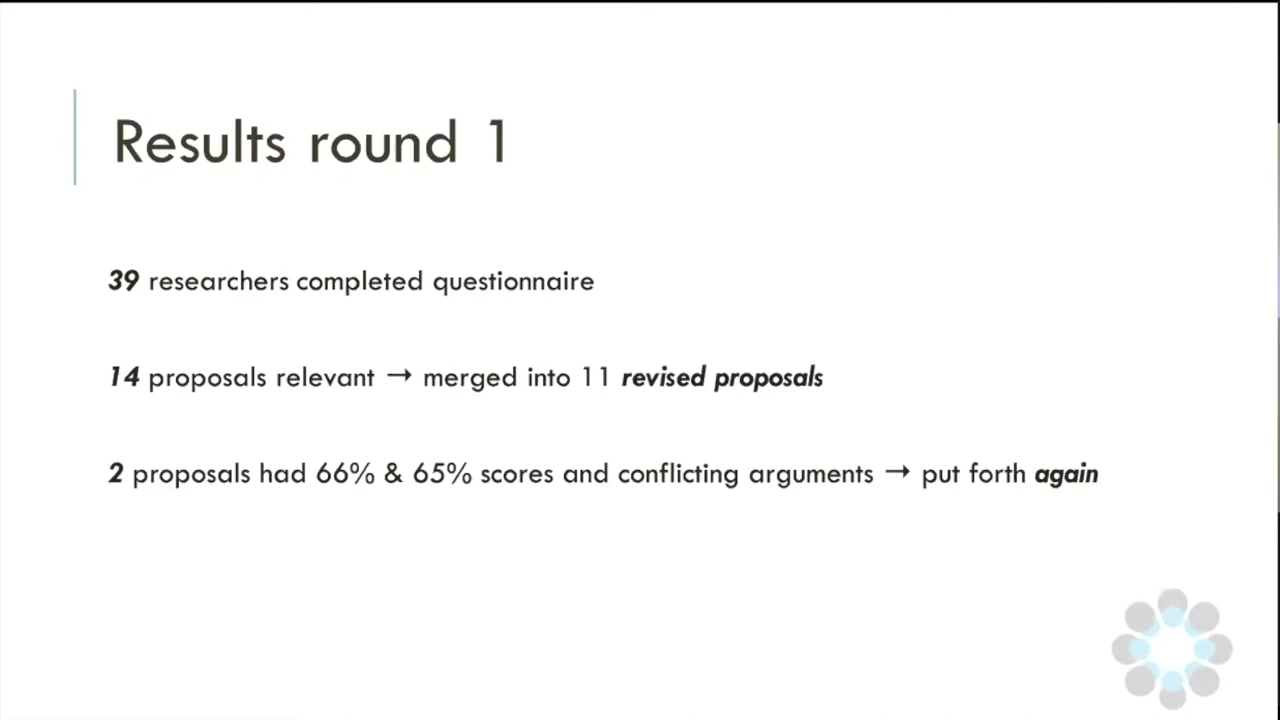 Results round 1
39 researchers completed questionnaire
14 proposals relevant → merged into 11 revised proposals
2 proposals had 66% & 65% scores and conflicting arguments → put forth again